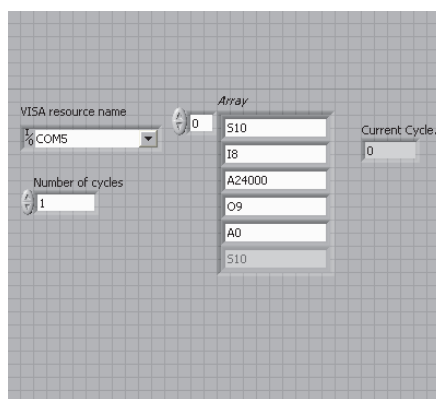 Array
VISA resource name
0
S10
Current Cycle.
I/O COM5
I8
0
Number of cycles
A24000
1
O9
A0
S10